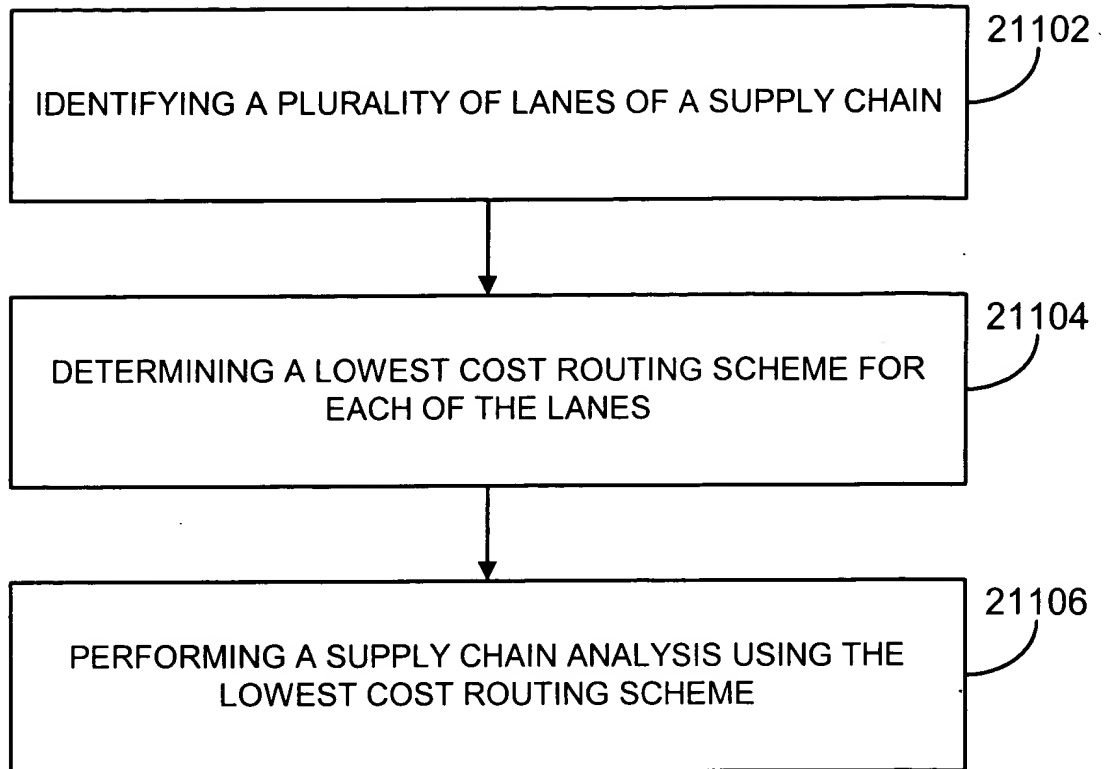 21102
IDENTIFYING A PLURALITY OF LANES OF A SUPPLY CHAIN
21104
DETERMINING A LOWEST COST ROUTING SCHEME FOR
EACH OF THE LANES
21106
PERFORMING A SUPPLY CHAIN ANALYSIS USING THE
LOWEST COST ROUTING SCHEME